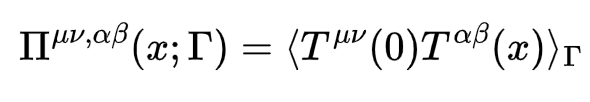 Π^{μν,αβ}(x; Γ) = ⟨T^{μν}(0)T^{αβ}(x)⟩_Γ